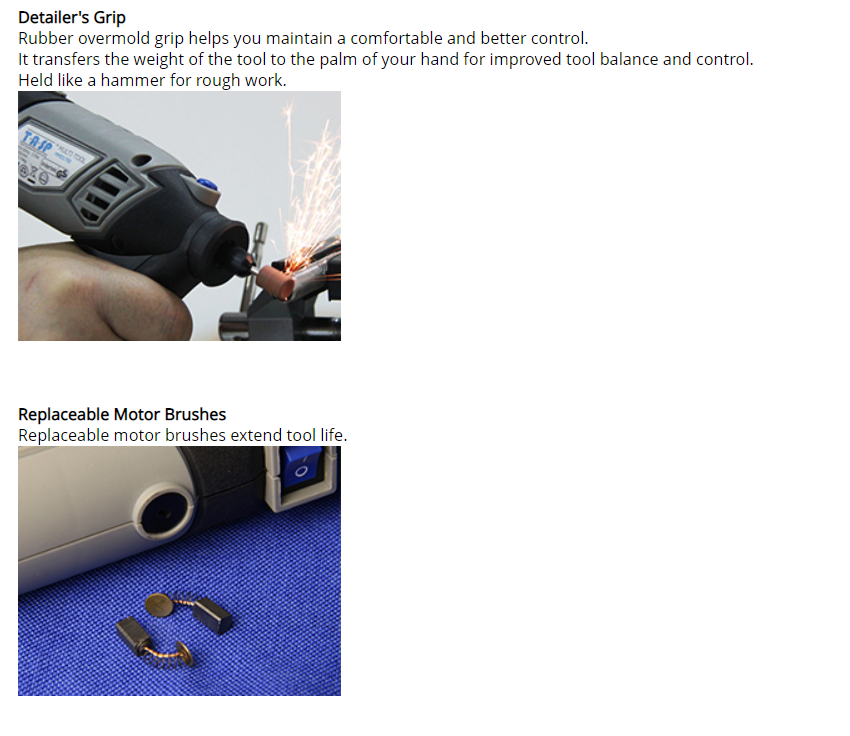 Detailer's Grip
Rubber overmold grip helps you maintain a comfortable and better control.
It transfers the weight of the tool to the palm of your hand for improved tool balance and control.
Held like a hammer for rough work.
TASP
MULTI TOOL
Replaceable Motor Brushes
Replaceable motor brushes extend tool life.